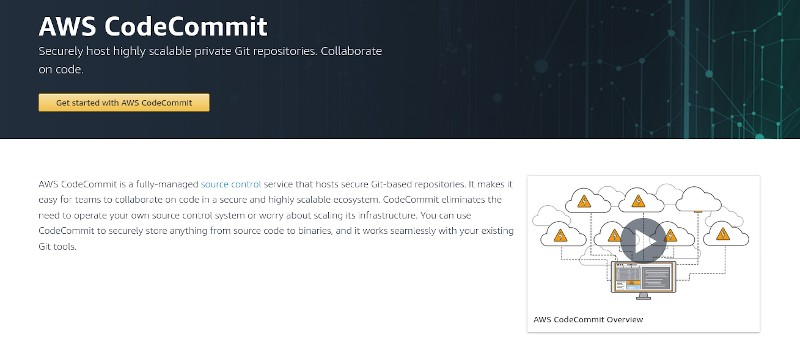 AWS CodeCommit
Securely host highly scalable private Git repositories. Collaborate
on code.
Get started with AWS CodeCommit
AWS CodeCommit is a fully-managed source control service that hosts secure Git-based repositories. It makes it
easy for teams to collaborate on code in a secure and highly scalable ecosystem. CodeCommit eliminates the
need to operate your own source control system or worry about scaling its infrastructure. You can use
CodeCommit to securely store anything from source code to binaries, and it works seamlessly with your existing
Git tools.
AWS CodeCommit Overview